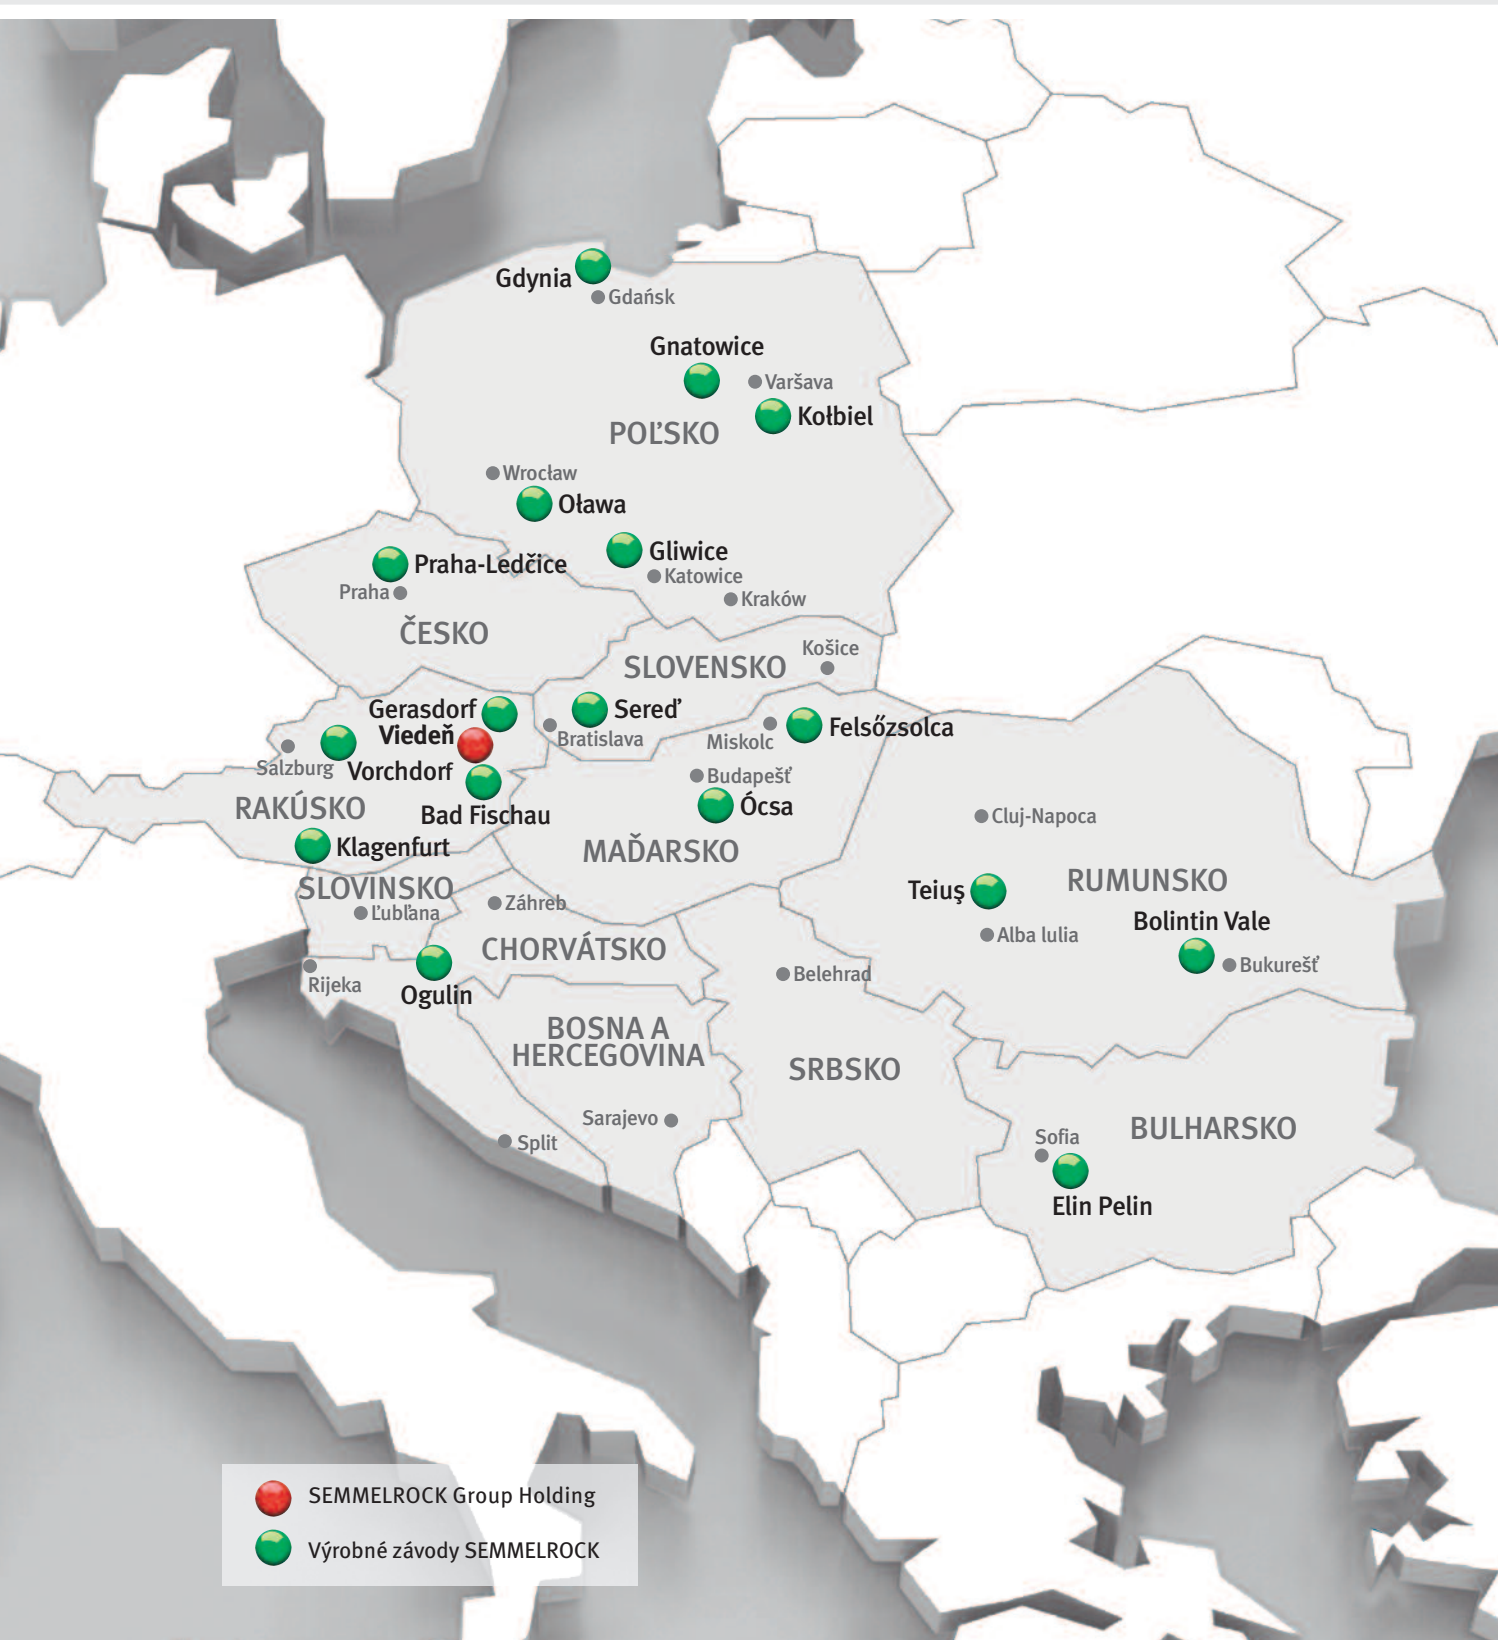 Gdynia
Gdańsk
Gnatowice
Varšava
Kołbiel
POĽSKO
Wrocław
Oława
Gliwice
Praha-Ledčice
Katowice
Praha
Kraków
ČESKO
Košice
SLOVENSKO
Gerasdorf
Sereď
Viedeň
Bratislava
Felsőzsolca
Miskolc
Salzburg
Vorchdorf
Budapešť
RAKÚSKO
Bad Fischau
Ócsa
Cluj-Napoca
Klagenfurt
MAĎARSKO
SLOVINSKO
RUMUNSKO
Teiuş
Záhreb
Ľubľana
Bolintin Vale
Alba Iulia
CHORVÁTSKO
Bukurešť
Belehrad
Rijeka
Ogulin
BOSNA A
HERCEGOVINA
SRBSKO
Sarajevo
BULHARSKO
Split
Sofia
Elin Pelin
SEMMELROCK Group Holding
Výrobné závody SEMMELROCK